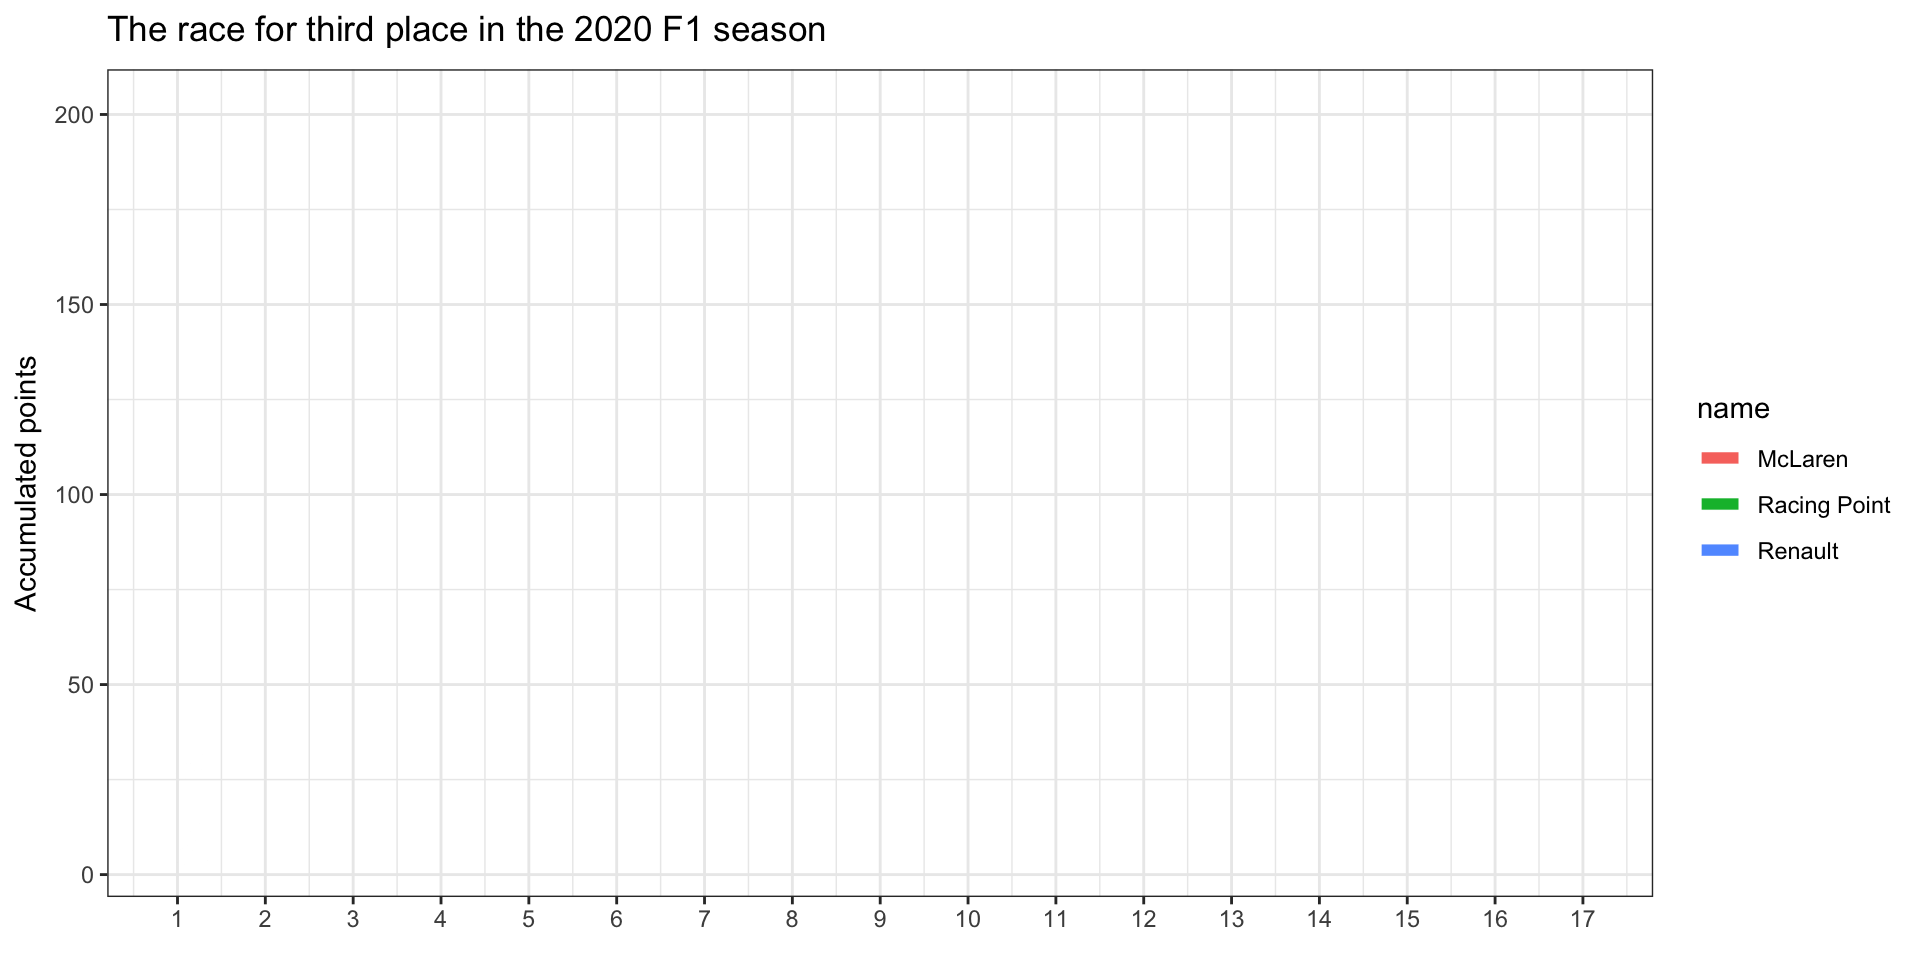 The race for third place in the 2020 F1 season
Accumulated points
200
150
100
50
0
1 2 3 4 5 6 7 8 9 10 11 12 13 14 15 16 17
name
McLaren
Racing Point
Renault